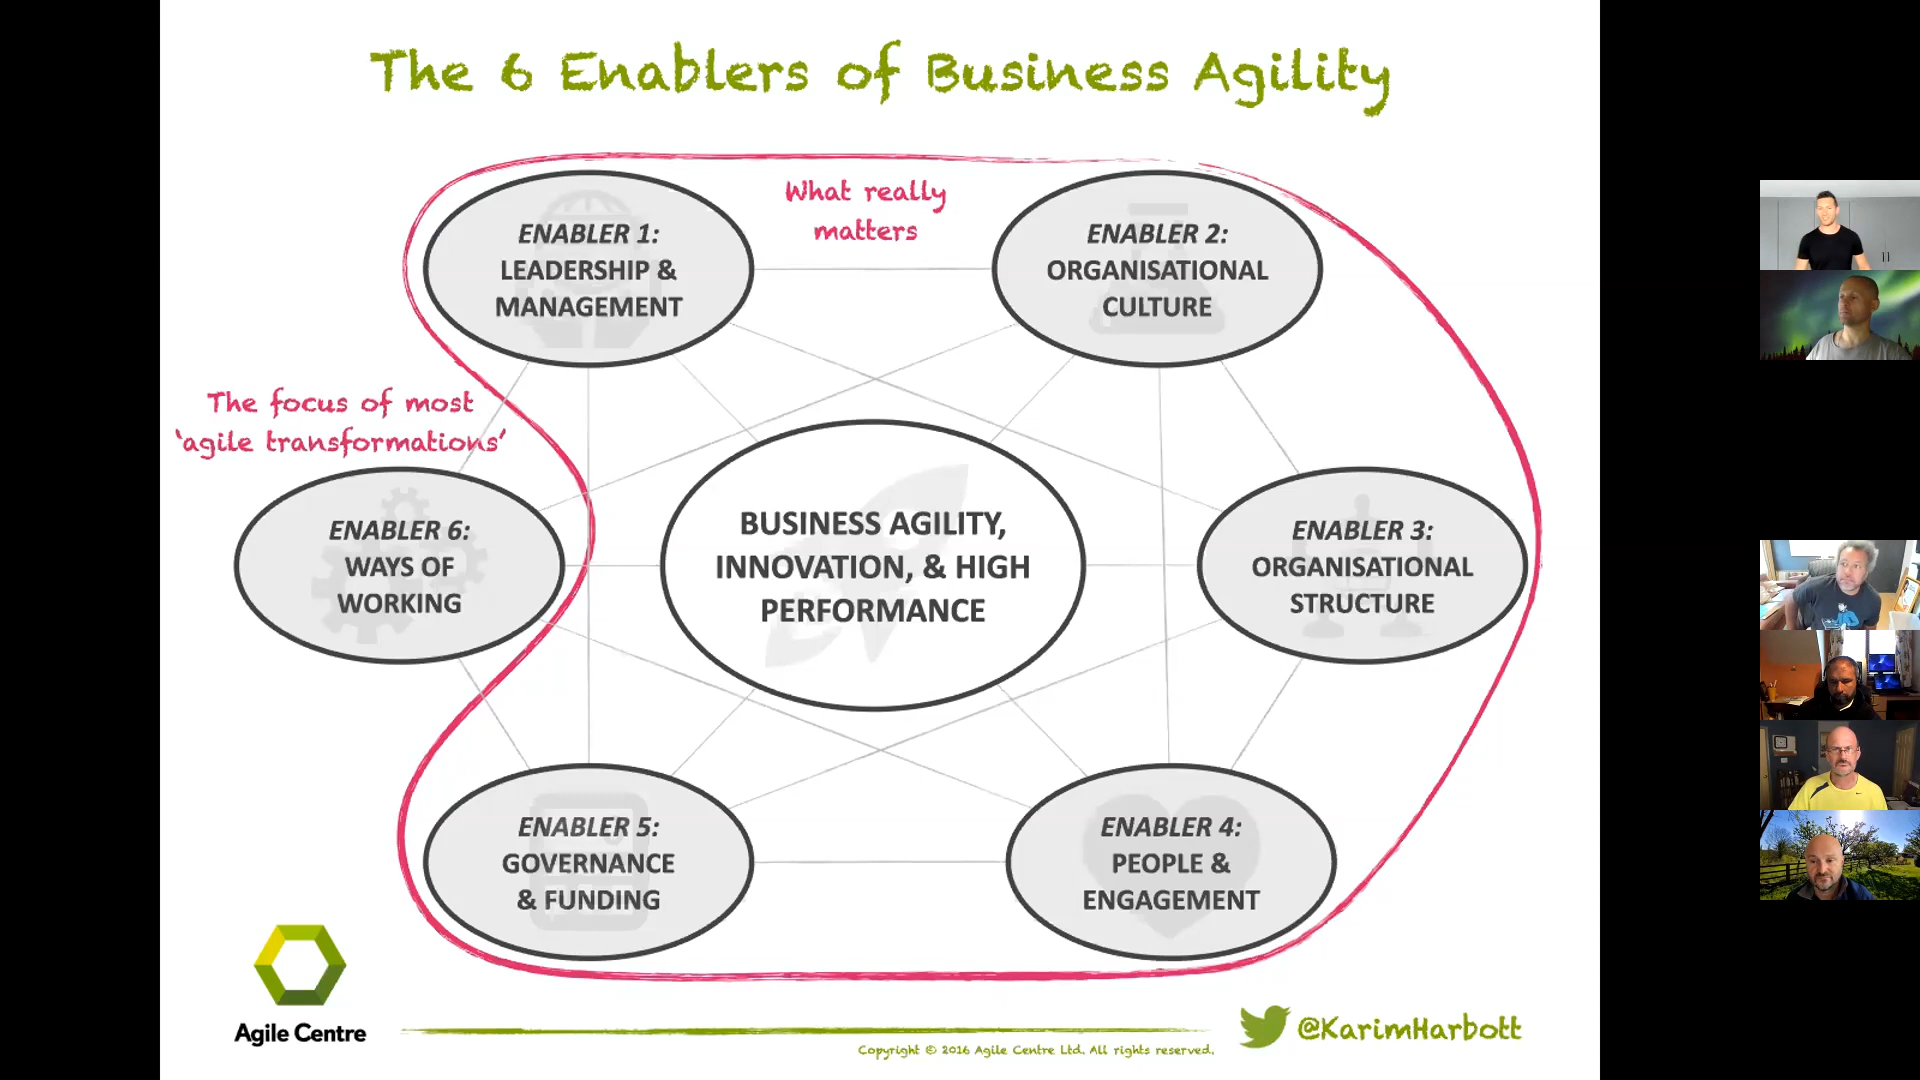 The 6 Enablers of Business Agility
What really
matters
ENABLER 1:
LEADERSHIP &
MANAGEMENT
ENABLER 2:
ORGANISATIONAL
CULTURE
The focus of most
‘agile transformations’
ENABLER 6:
WAYS OF
WORKING
BUSINESS AGILITY,
INNOVATION, & HIGH
PERFORMANCE
ENABLER 3:
ORGANISATIONAL
STRUCTURE
ENABLER 5:
GOVERNANCE
& FUNDING
ENABLER 4:
PEOPLE &
ENGAGEMENT
Agile Centre
@KarimHarbott
Copyright © 2016 Agile Centre Ltd. All rights reserved.